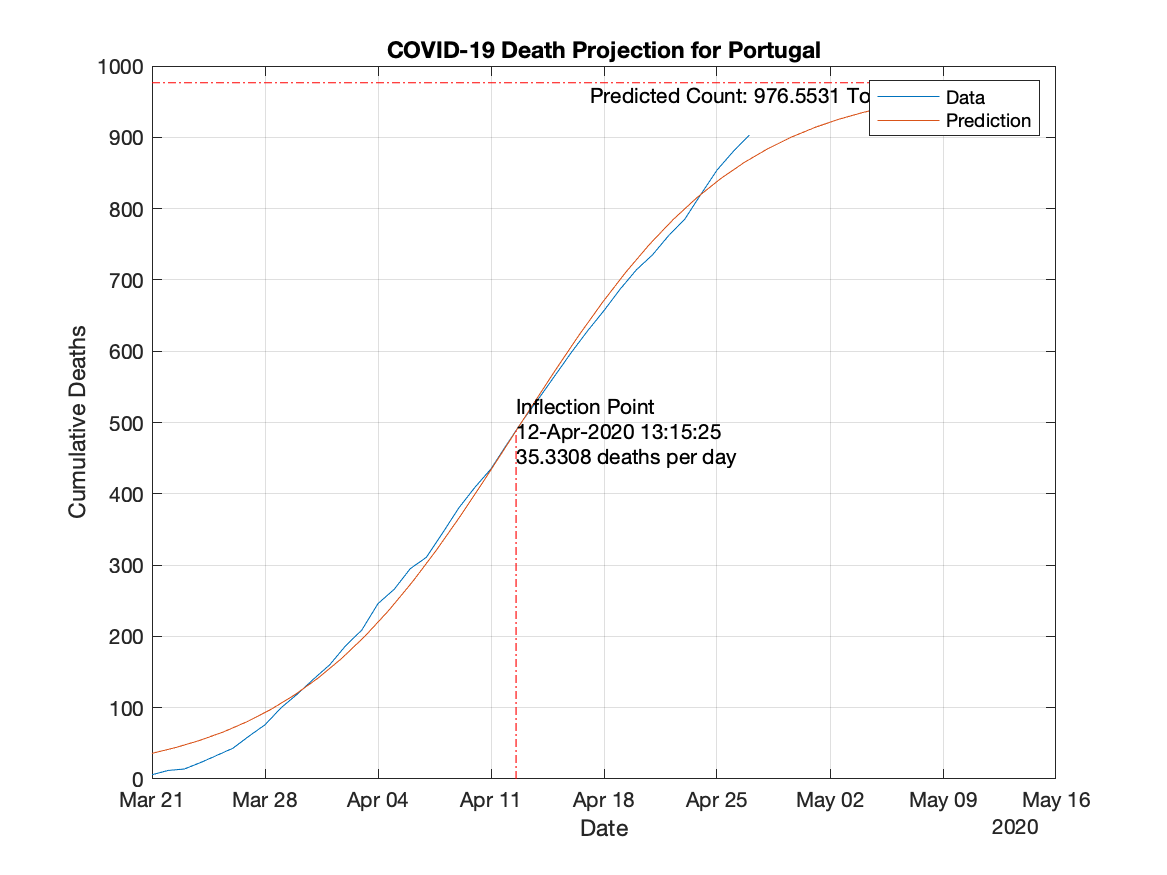 COVID-19 Death Projection for Portugal
1000
900
800
700
600
500
400
300
200
100
0
Cumulative Deaths
Predicted Count: 976.5531 To
Data
Prediction
Inflection Point
12-Apr-2020 13:15:25
35.3308 deaths per day
Mar 21 Mar 28 Apr 04 Apr 11 Apr 18 Apr 25 May 02 May 09 May 16
Date
2020